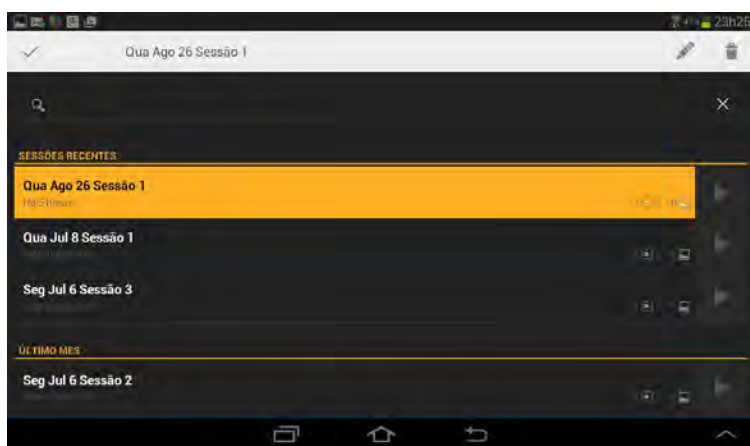 23h26
Qua Ago 26 Sessão 1
SESSÕES RECENTES
Qua Ago 26 Sessão 1
Qua Jul 8 Sessão 1
Seg Jul 6 Sessão 3
ÚLTIMO MES
Seg Jul 6 Sessão 2